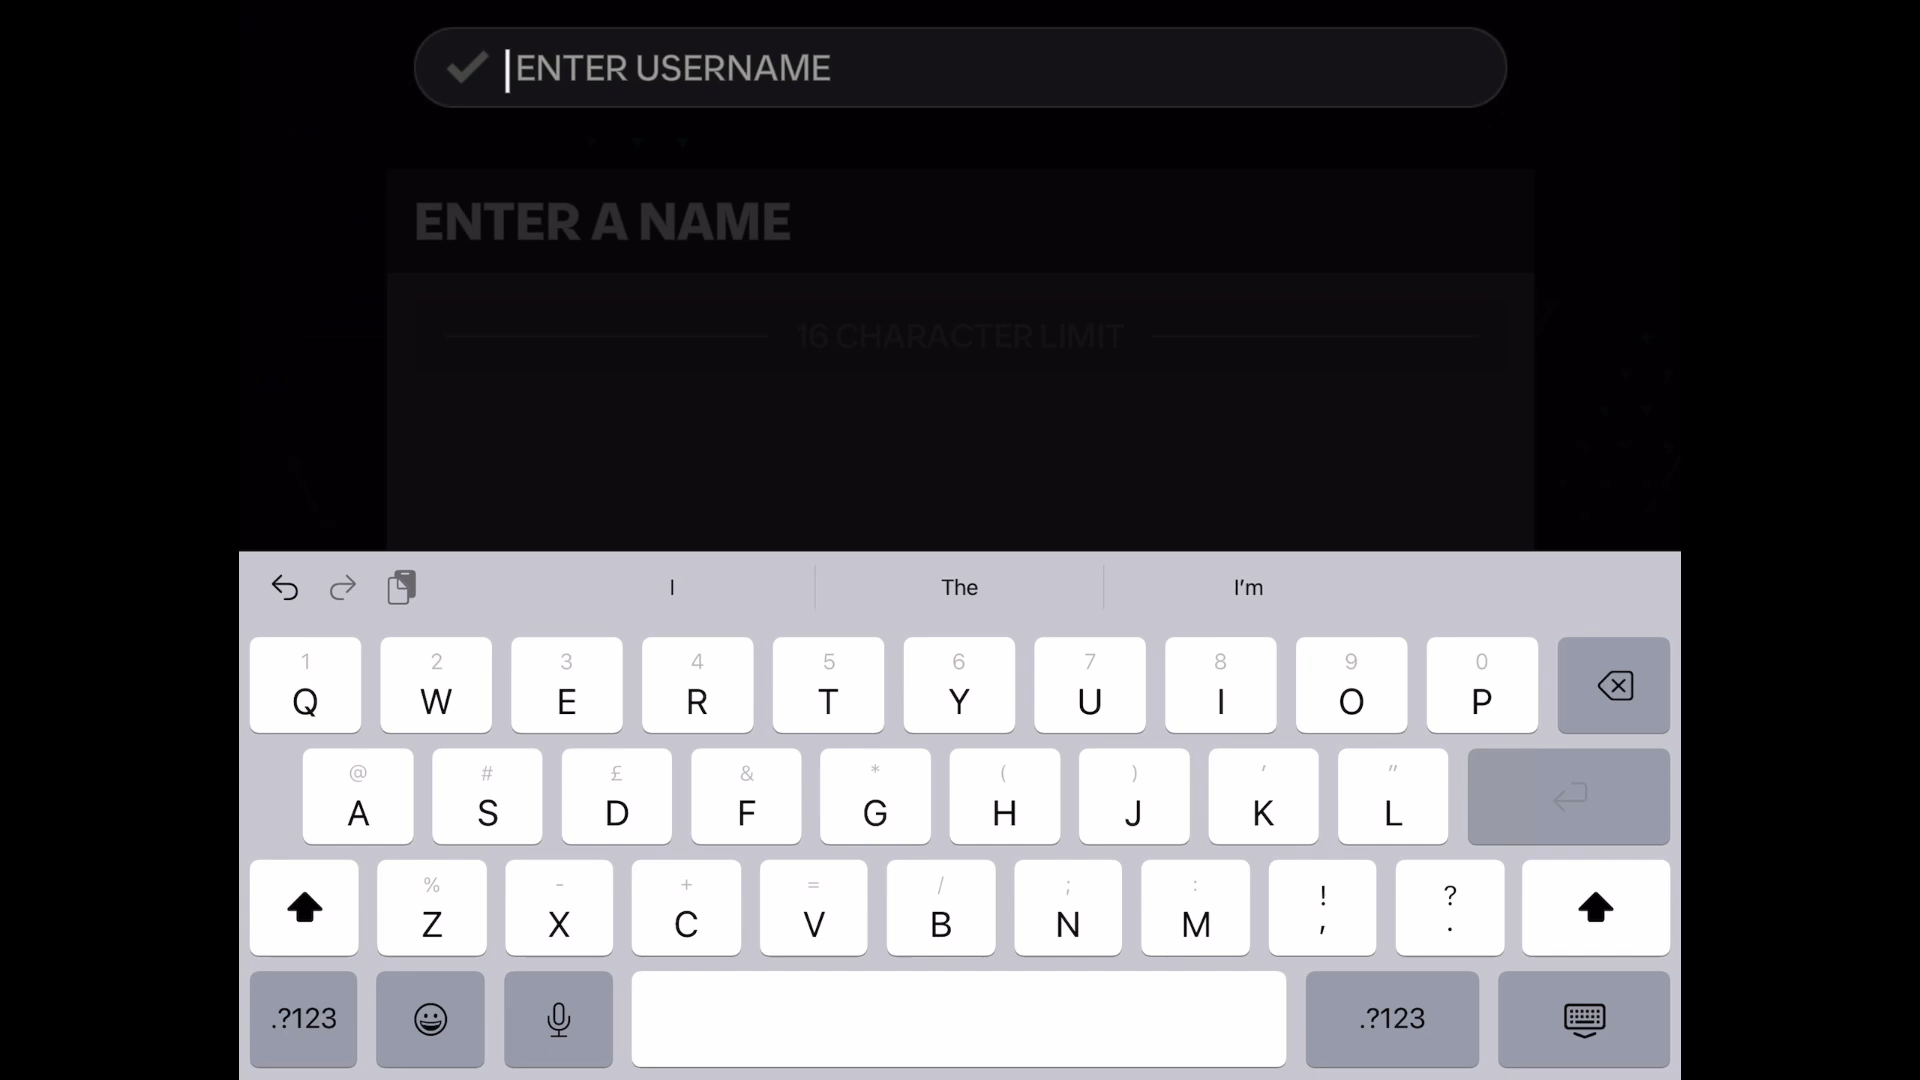 ENTER USERNAME
ENTER A NAME
16 CHARACTER LIMIT
I The I'm
1 2 3 4 5 6 7 8 9 0
Q W E R T Y U I O P
@ # £ & * ( ) ' "
A S D F G H J K L
% - + = / ; : ! ?
Z X C V B N M , .
.?123 .?123